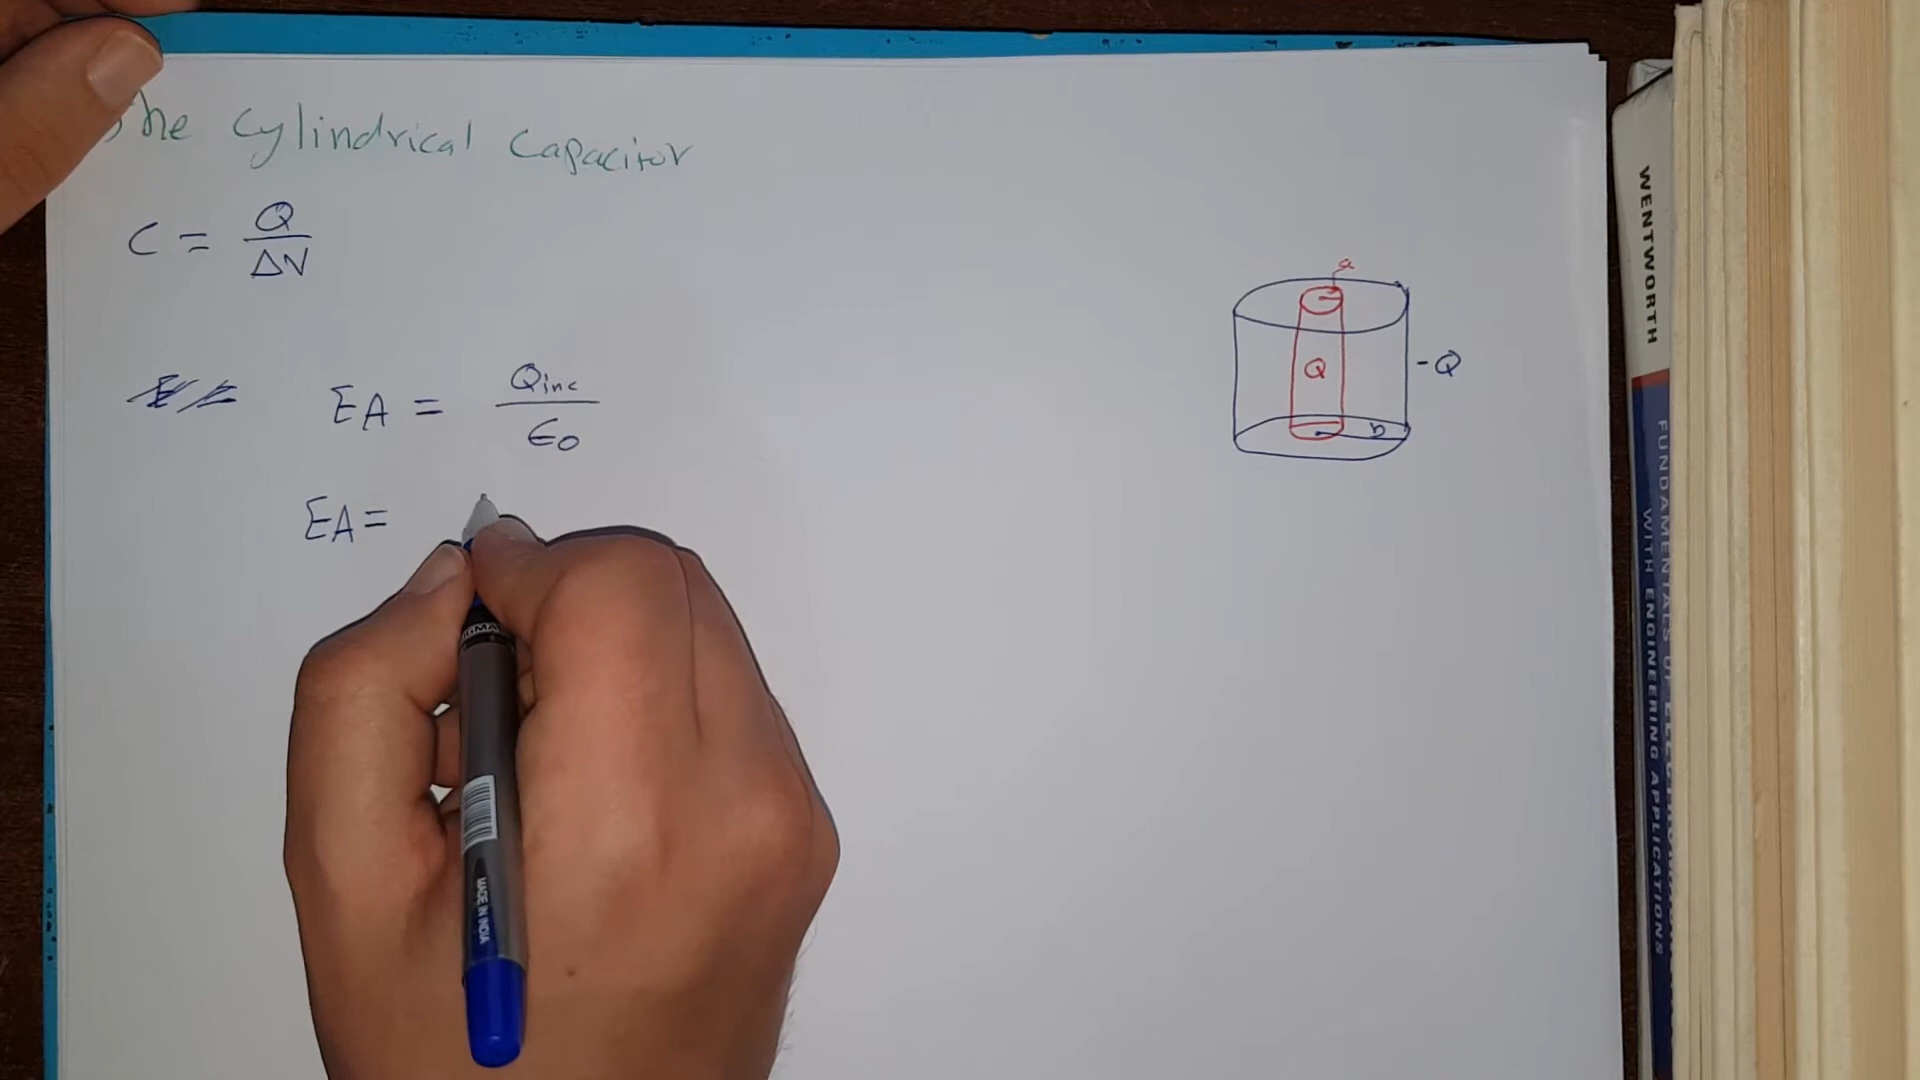 The Cylindrical Capacitor
C = Q / ΔV
EA = Qinc / ϵ0
EA =
a
Q
-Q
b
MADE IN INDIA
WENTWORTH
FUNDAMENTALS OF
WITH ENGINEERING APPLICATIONS